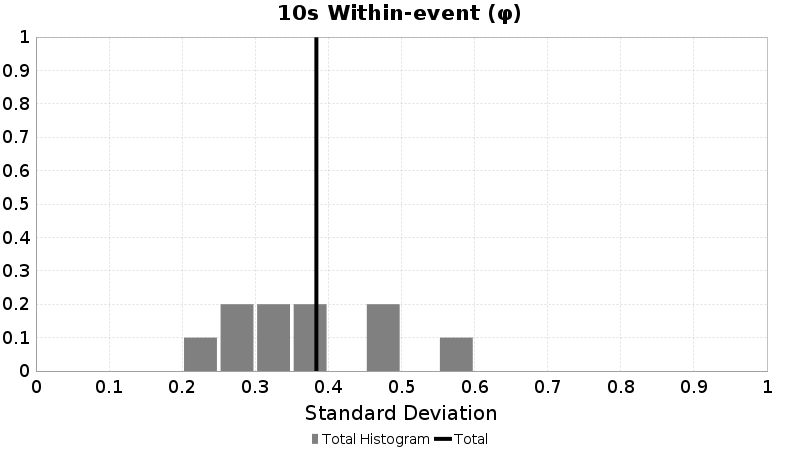 10s Within-event (φ)
1
0.9
0.8
0.7
0.6
0.5
0.4
0.3
0.2
0.1
0
0 0.1 0.2 0.3 0.4 0.5 0.6 0.7 0.8 0.9 1
Standard Deviation
Total Histogram Total